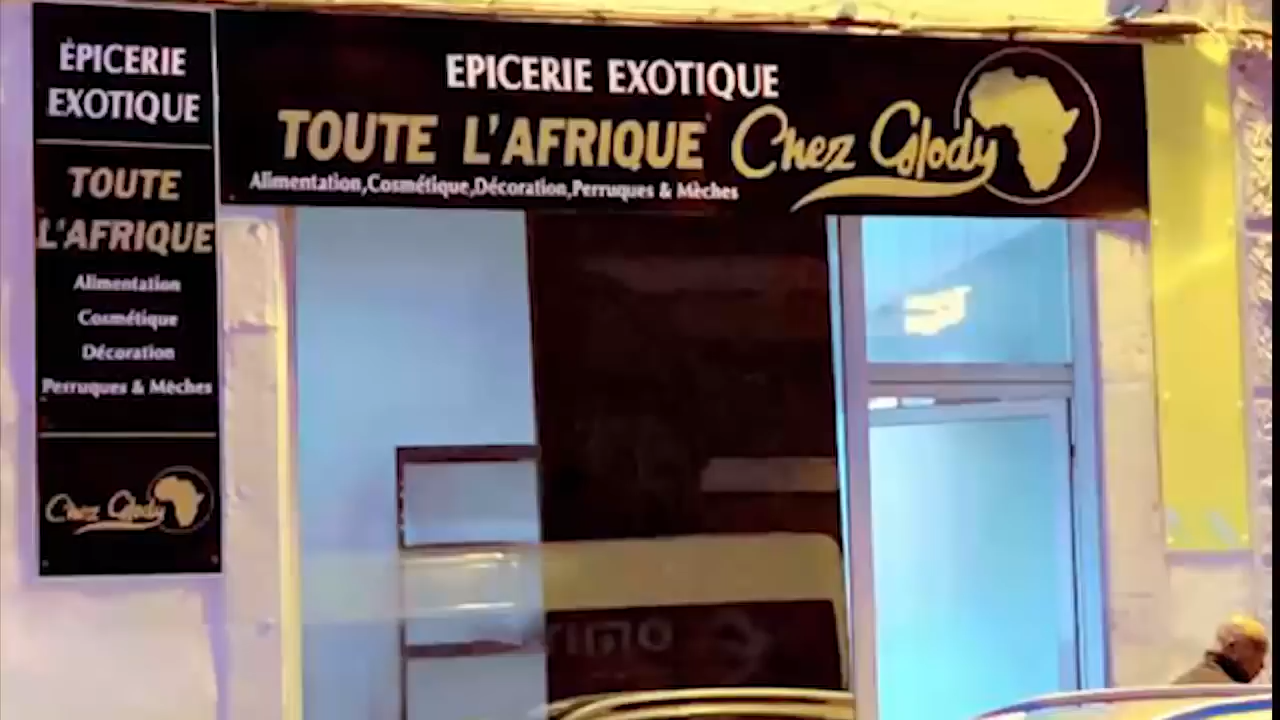 ÉPICERIE
EXOTIQUE
TOUTE
L'AFRIQUE
Alimentation
Cosmétique
Décoration
Perruques & Mèches
Chez Glody
EPICERIE EXOTIQUE
TOUTE L'AFRIQUE Chez Glody
Alimentation,Cosmétique,Décoration,Perruques & Mèches